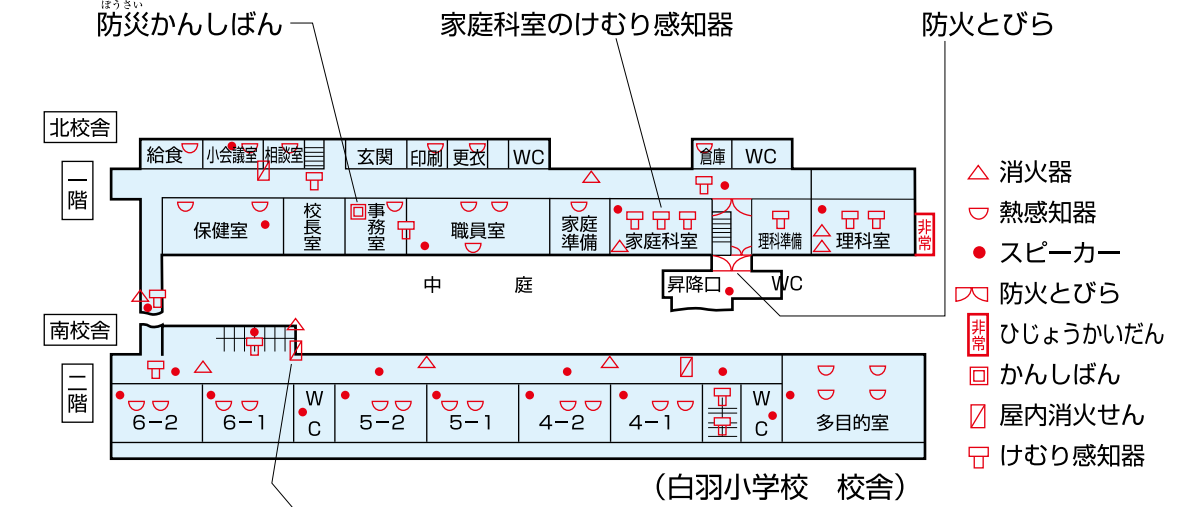 ぼうさい
防災かんしばん
家庭科室のけむり感知器
防火とびら
北校舎
一階
給食
小会議室
相談室
玄関
印刷
更衣
WC
倉庫
WC
保健室
校長室
事務室
職員室
家庭準備
家庭科室
理科準備
理科室
非常
中庭
昇降口
WC
南校舎
二階
6-2
6-1
WC
5-2
5-1
4-2
4-1
WC
多目的室
消火器
熱感知器
スピーカー
防火とびら
非常
ひじょうかいだん
かんしばん
屋内消火せん
けむり感知器
(白羽小学校 校舎)